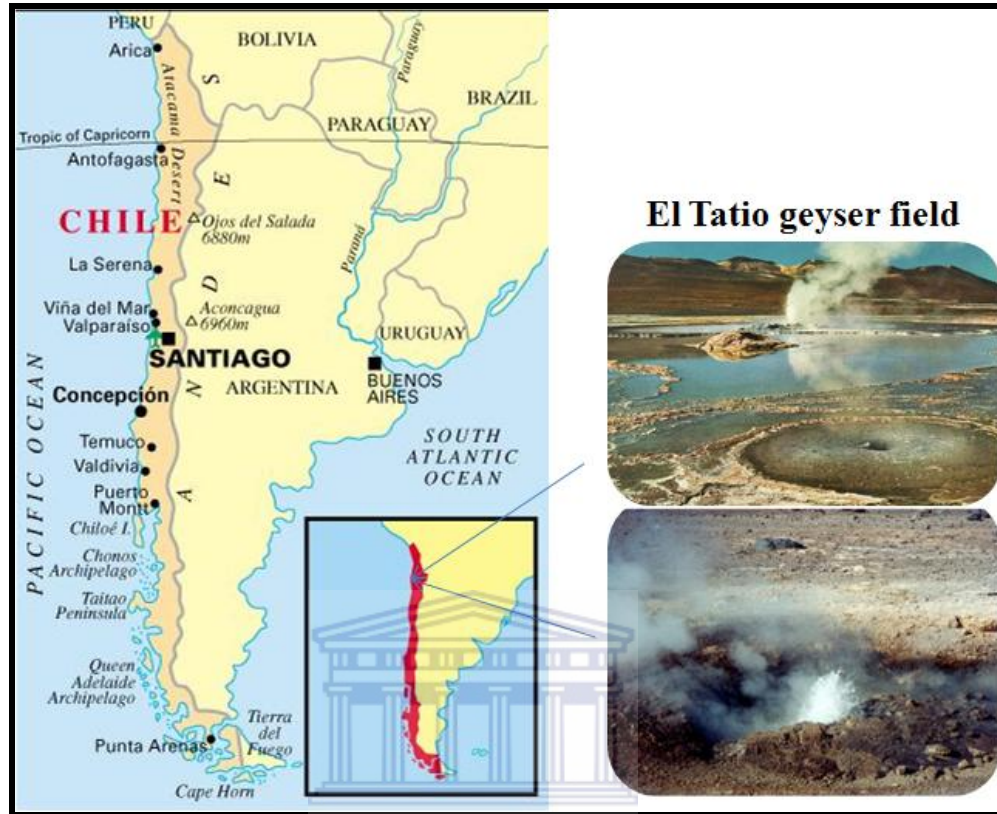 PERU
Arica
BOLIVIA
Paraguay
BRAZIL
Atacama Desert
PARAGUAY
Tropic of Capricorn
Antofagasta
CHILE
Ojos del Salada
6880m
Paraná
La Serena
Aconcagua
6960m
Viña del Mar
Valparaíso
URUGUAY
SANTIAGO
ARGENTINA
BUENOS
AIRES
Concepción
ANDES
PACIFIC OCEAN
Temuco
Valdivia
Puerto
Montt
SOUTH
ATLANTIC
OCEAN
Chiloé I.
Chonos
Archipelago
Taitao
Peninsula
Queen
Adelaide
Archipelago
Punta Arenas
Tierra
del
Fuego
Cape Horn
El Tatio geyser field